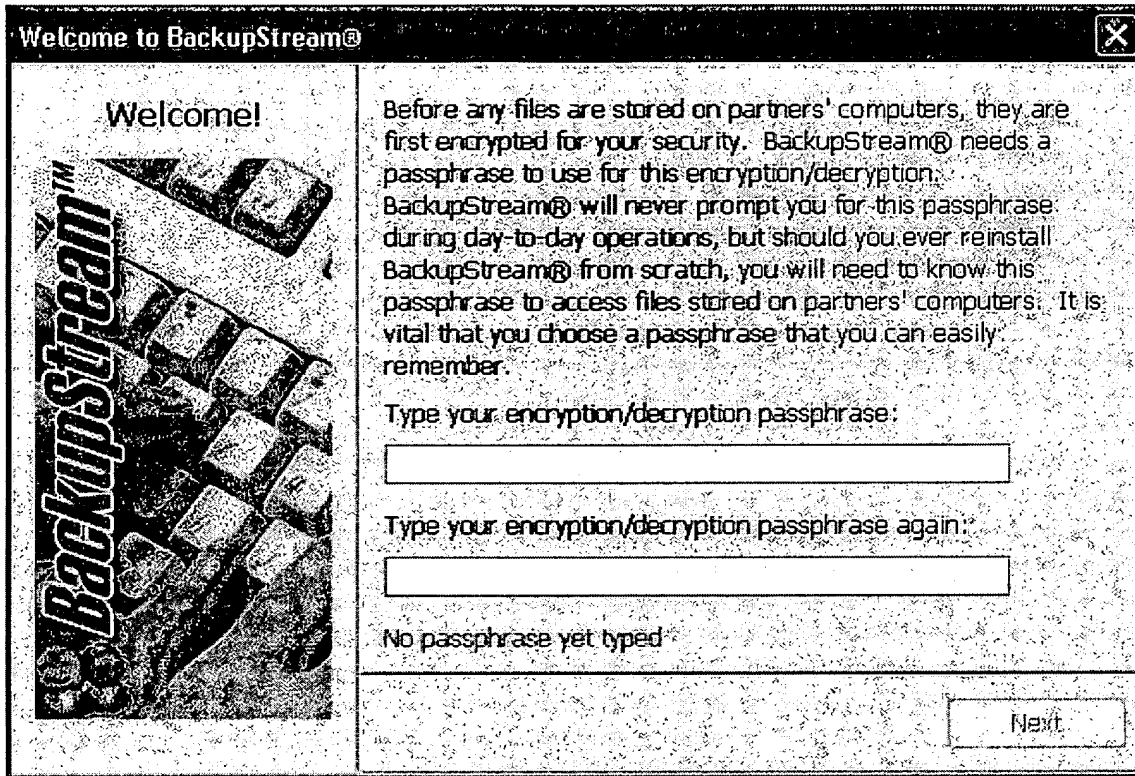 Welcome to BackupStream®
Welcome!
BackupStream™
Before any files are stored on partners' computers, they are
first encrypted for your security. BackupStream® needs a
passphrase to use for this encryption/decryption.
BackupStream® will never prompt you for this passphrase
during day-to-day operations, but should you ever reinstall
BackupStream® from scratch, you will need to know this
passphrase to access files stored on partners' computers. It is
vital that you choose a passphrase that you can easily
remember.
Type your encryption/decryption passphrase:
Type your encryption/decryption passphrase again:
No passphrase yet typed
Next